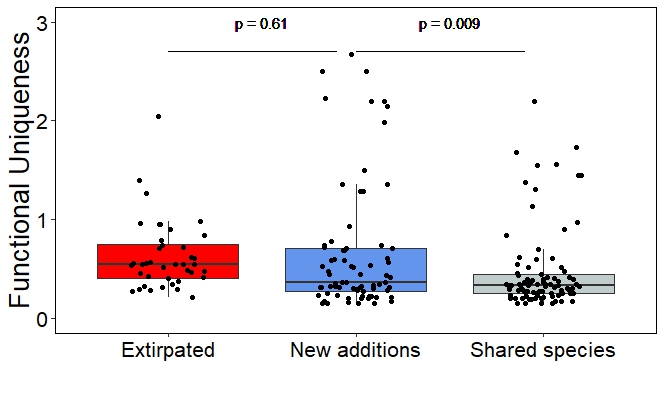 p = 0.61
p = 0.009
Functional Uniqueness
3
2
1
0
Extirpated
New additions
Shared species